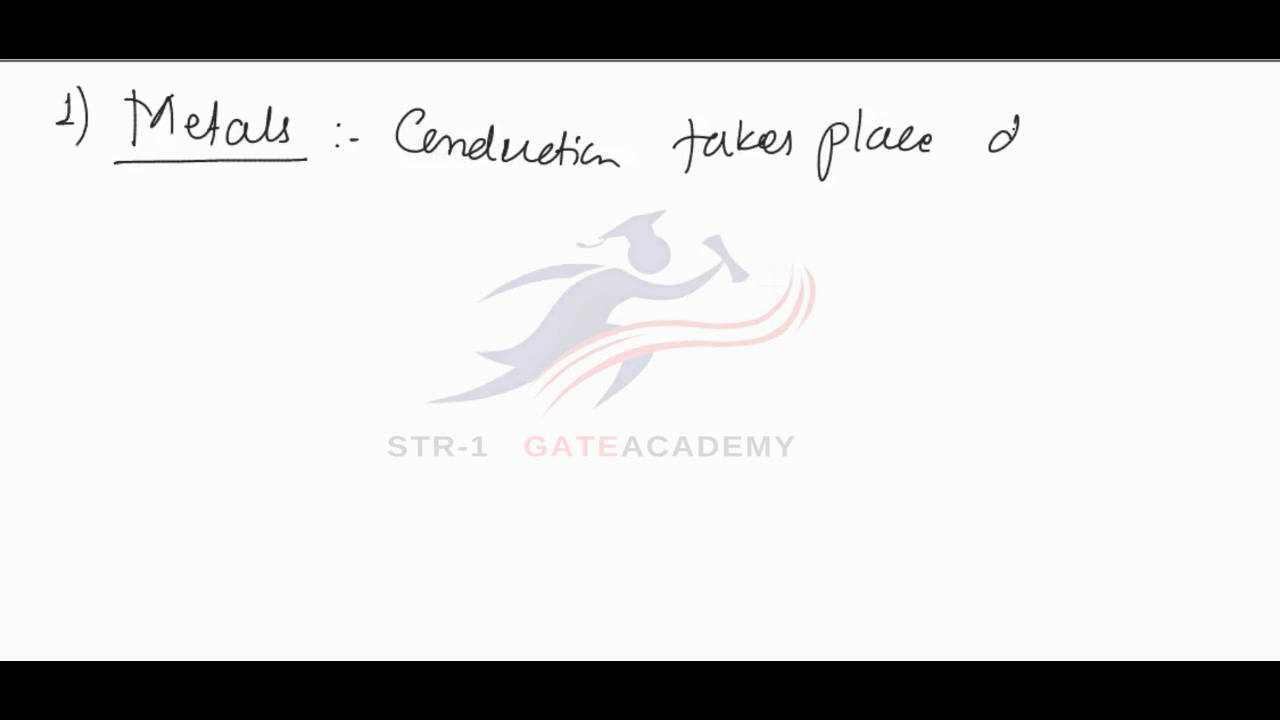 1) Metals :- Conduction takes place
STR-1 GATEACADEMY